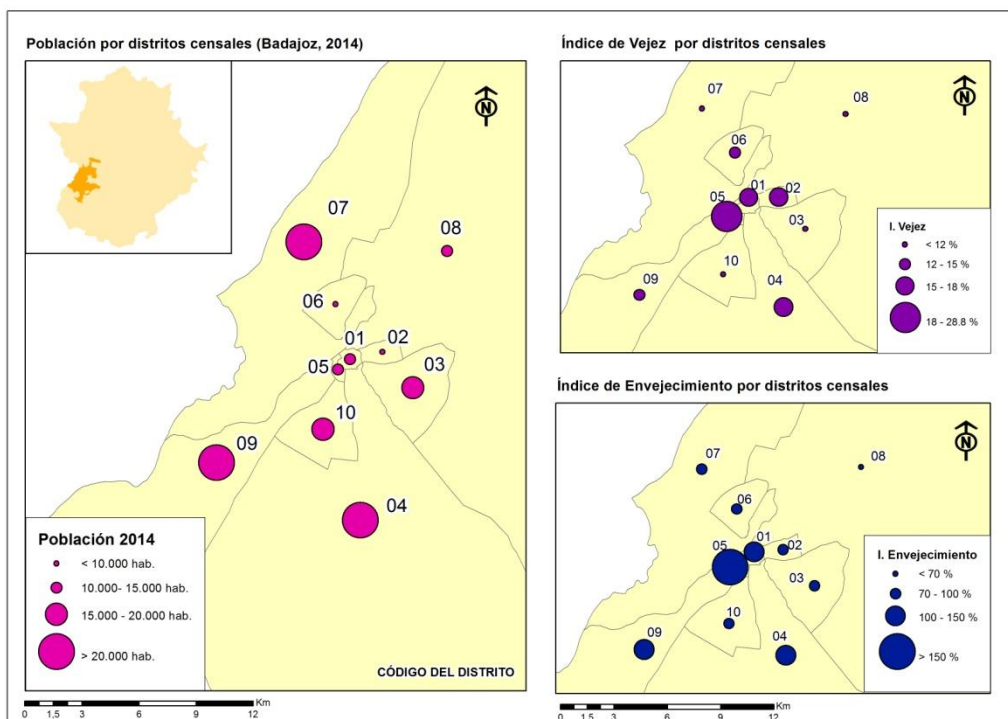 Población por distritos censales (Badajoz, 2014)
N
07
08
06
01
02
05
03
10
09
04
Población 2014
< 10.000 hab.
10.000- 15.000 hab.
15.000 - 20.000 hab.
> 20.000 hab.
CÓDIGO DEL DISTRITO
Km
0 1,5 3 6 9 12
Índice de Vejez por distritos censales
N
07
08
06
01
02
05
03
10
09
04
I. Vejez
< 12 %
12 - 15 %
15 - 18 %
18 - 28.8 %
Índice de Envejecimiento por distritos censales
N
07
08
06
01
02
05
03
10
09
04
I. Envejecimiento
< 70 %
70 - 100 %
100 - 150 %
> 150 %
Km
0 1,5 3 6 9 12